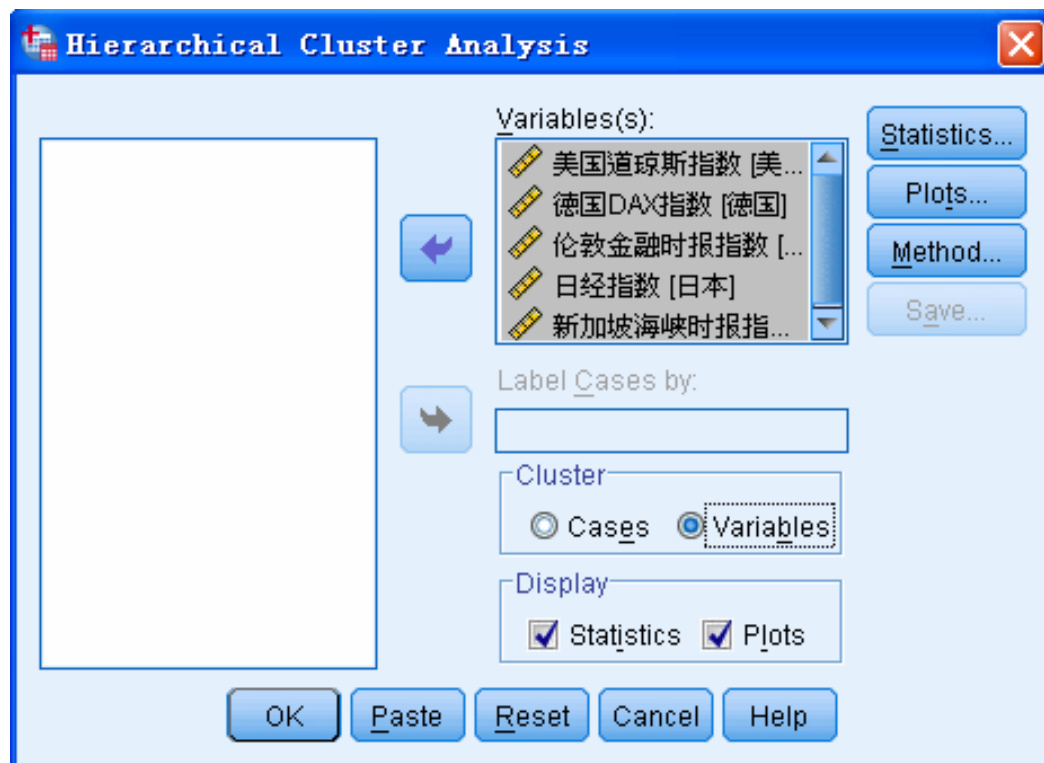 Hierarchical Cluster Analysis
Variables(s):
美国道琼斯指数 [美...
德国DAX指数 [德国]
伦敦金融时报指数 [...
日经指数 [日本]
新加坡海峡时报指...
Statistics...
Plots...
Method...
Save...
Label Cases by:
Cluster
Cases Variables
Display
Statistics Plots
OK Paste Reset Cancel Help